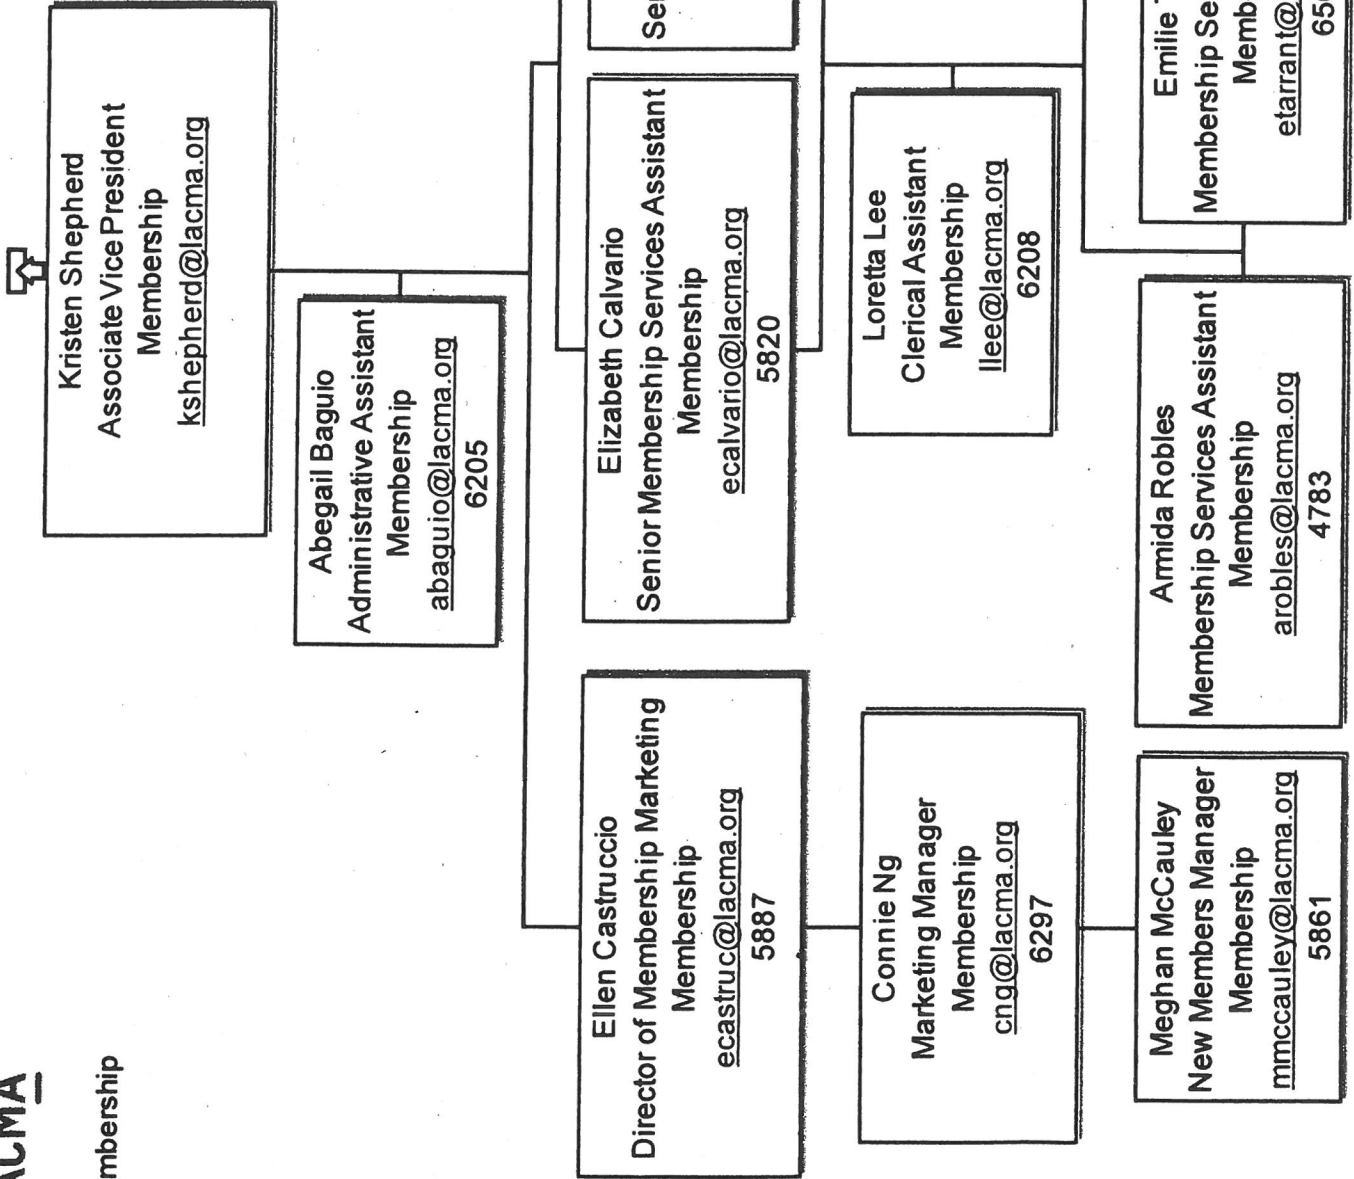 mbership
Kristen Shepherd
Associate Vice President
Membership
kshepherd@lacma.org
Abegail Baguio
Administrative Assistant
Membership
abaguio@lacma.org
6205
Ellen Castruccio
Director of Membership Marketing
Membership
ecastruc@lacma.org
5887
Elizabeth Calvario
Senior Membership Services Assistant
Membership
ecalvario@lacma.org
5820
Connie Ng
Marketing Manager
Membership
cng@lacma.org
6297
Loretta Lee
Clerical Assistant
Membership
llee@lacma.org
6208
Meghan McCauley
New Members Manager
Membership
mmccauley@lacma.org
5861
Amida Robles
Membership Services Assistant
Membership
arobles@lacma.org
4783
Emilie
Membership Se
Memb
etarrant@